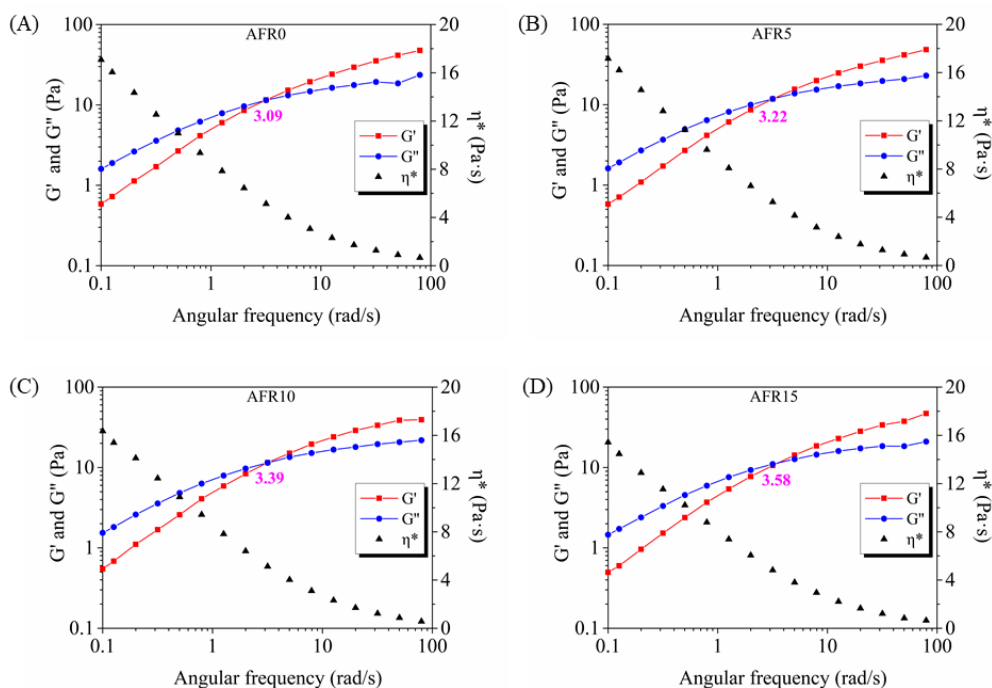 (A)
AFR0
G' and G" (Pa)
100
10
1
0.1
20
16
12
8
4
0
η* (Pa·s)
3.09
G'
G"
η*
0.1 1 10 100
Angular frequency (rad/s)
(B)
AFR5
G' and G" (Pa)
100
10
1
0.1
20
16
12
8
4
0
η* (Pa·s)
3.22
G'
G"
η*
0.1 1 10 100
Angular frequency (rad/s)
(C)
AFR10
G' and G" (Pa)
100
10
1
0.1
20
16
12
8
4
0
η* (Pa·s)
3.39
G'
G"
η*
0.1 1 10 100
Angular frequency (rad/s)
(D)
AFR15
G' and G" (Pa)
100
10
1
0.1
20
16
12
8
4
0
η* (Pa·s)
3.58
G'
G"
η*
0.1 1 10 100
Angular frequency (rad/s)